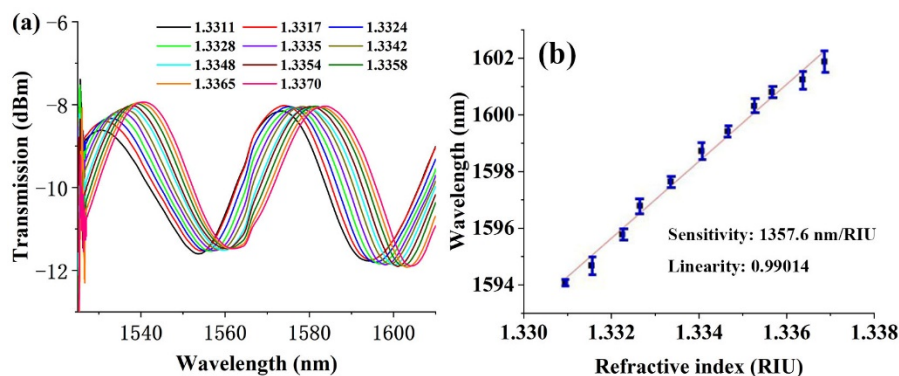 (a)
1.3311 1.3317 1.3324
1.3328 1.3335 1.3342
1.3348 1.3354 1.3358
1.3365 1.3370
Transmission (dBm)
−6
−8
−10
−12
1540 1560 1580 1600
Wavelength (nm)
(b)
Wavelength (nm)
1602
1600
1598
1596
1594
Sensitivity: 1357.6 nm/RIU
Linearity: 0.99014
1.330 1.332 1.334 1.336 1.338
Refractive index (RIU)